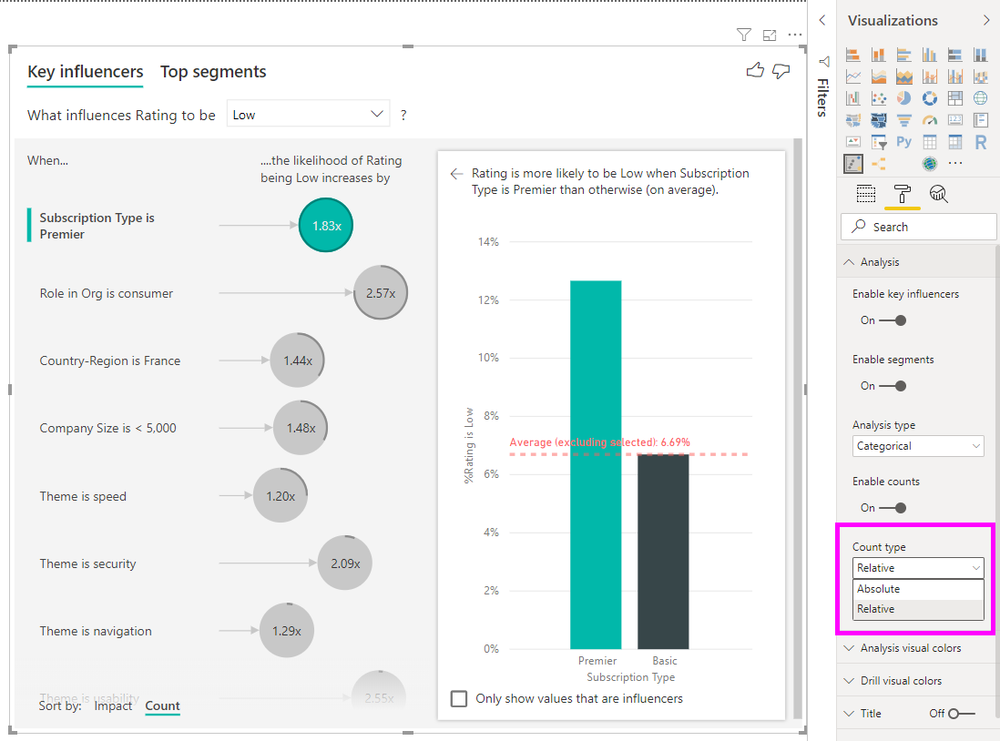 Key influencers Top segments
What influences Rating to be Low ?
When...
....the likelihood of Rating
being Low increases by
Subscription Type is
Premier
1.83x
Role in Org is consumer
2.57x
Country-Region is France
1.44x
Company Size is < 5,000
1.48x
Theme is speed
1.20x
Theme is security
2.09x
Theme is navigation
1.29x
Theme is usability
2.55x
Sort by: Impact Count
Rating is more likely to be Low when Subscription
Type is Premier than otherwise (on average).
14%
12%
10%
8%
6%
4%
2%
0%
%Rating is Low
Average (excluding selected): 6.69%
Premier Basic
Subscription Type
Only show values that are influencers
Filters
Visualizations
123
Py
R
Search
Analysis
Enable key influencers
On
Enable segments
On
Analysis type
Categorical
Enable counts
On
Count type
Relative
Absolute
Relative
Analysis visual colors
Drill visual colors
Title Off